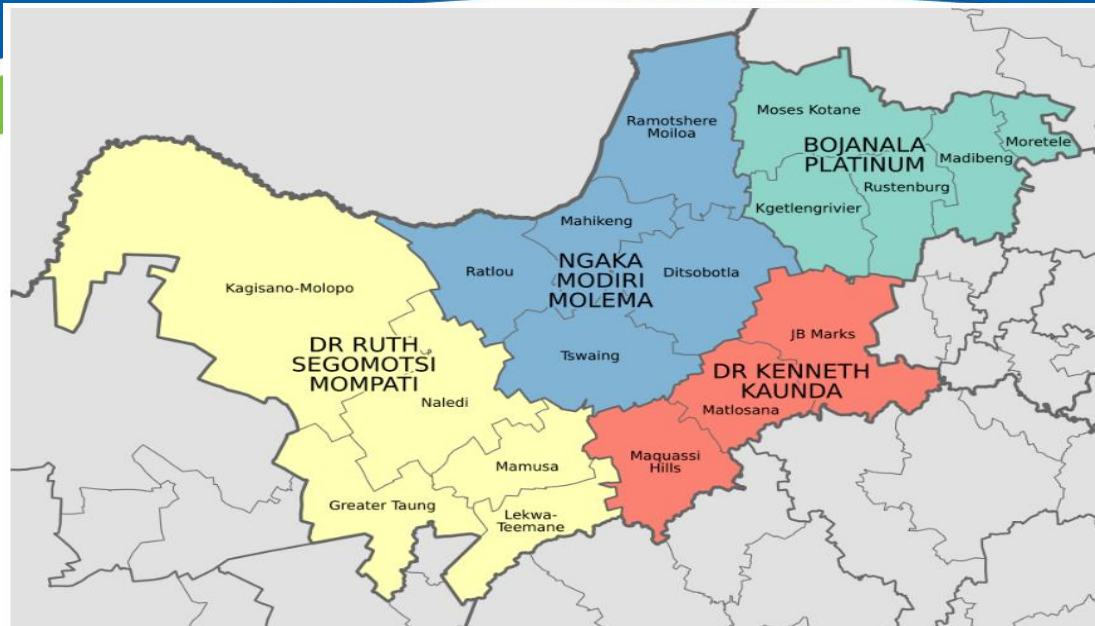 Ramotshere
Moiloa
Moses Kotane
BOJANALA
PLATINUM
Moretele
Madibeng
Rustenburg
Kgetlengrivier
Mahikeng
Ratlou
NGAKA
MODIRI
MOLEMA
Ditsobotla
Tswaing
Kagisano-Molopo
DR RUTH
SEGOMOTSI
MOMPATI
Naledi
Mamusa
Greater Taung
Lekwa-
Teemane
JB Marks
DR KENNETH
KAUNDA
Matlosana
Maquassi
Hills